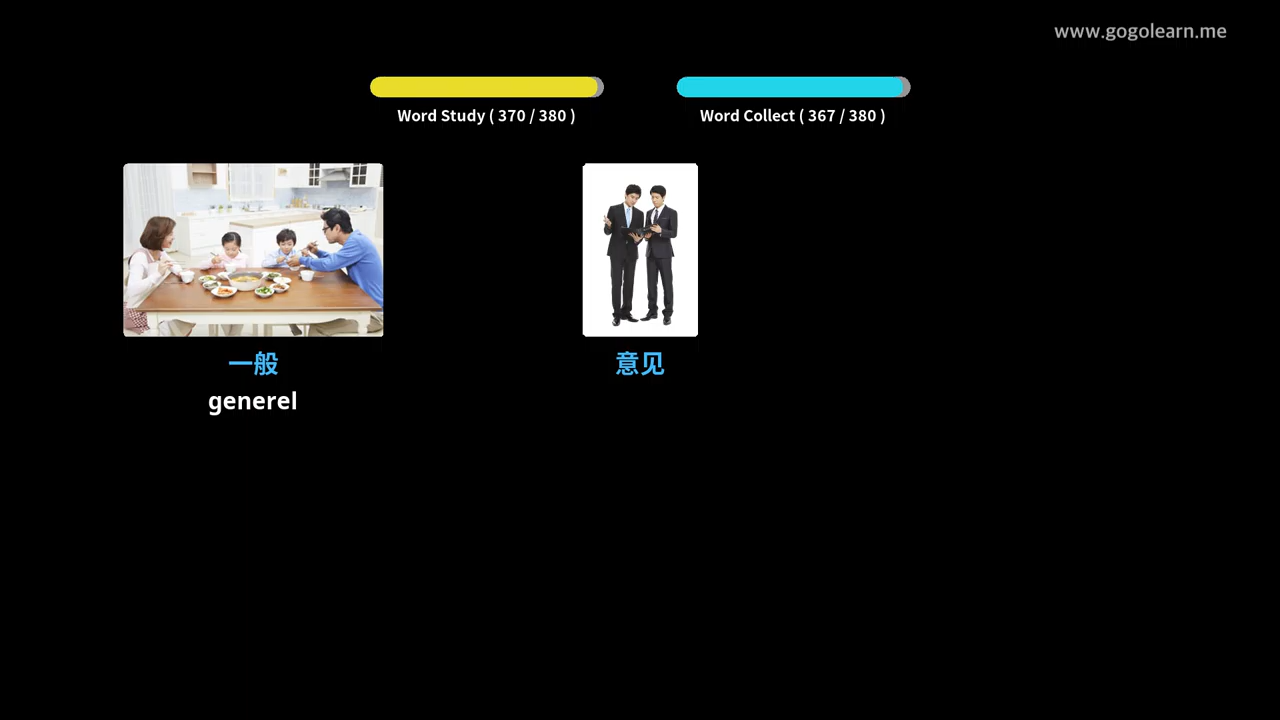 www.gogolearn.me
Word Study ( 370 / 380 )
Word Collect ( 367 / 380 )
一般
generel
意见